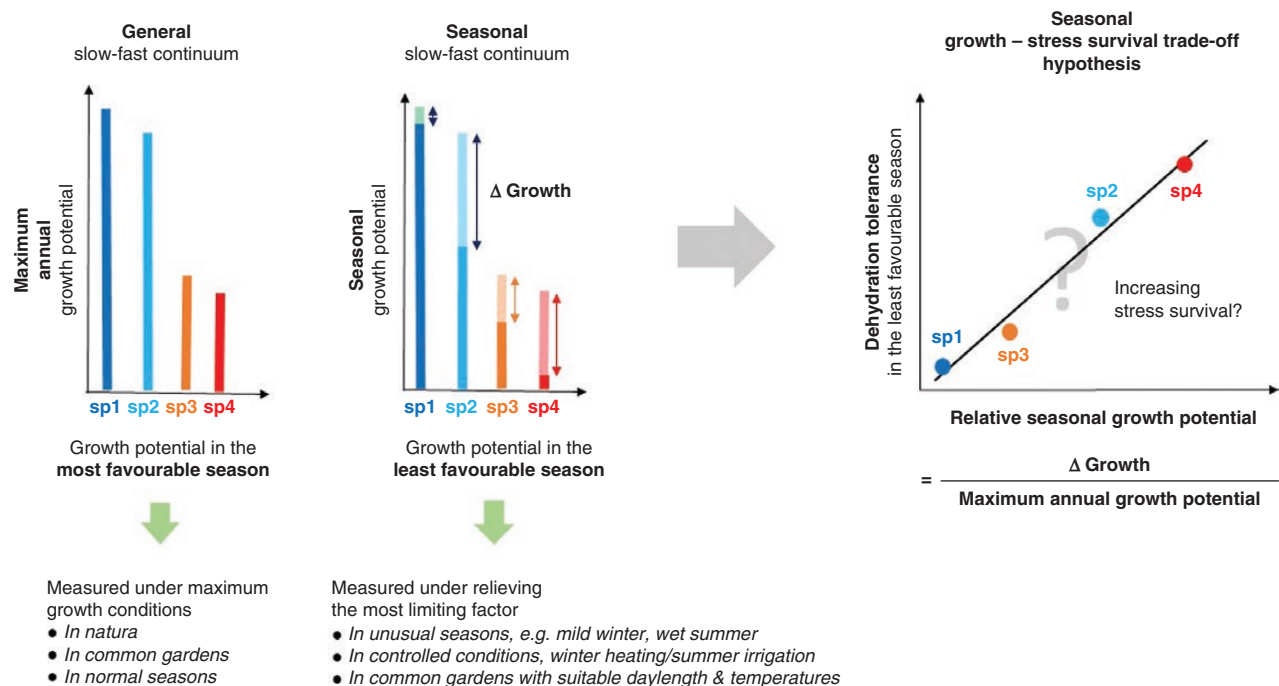 General
slow-fast continuum
Maximum
annual
growth potential
sp1 sp2 sp3 sp4
Growth potential in the
most favourable season
Measured under maximum
growth conditions
● In natura
● In common gardens
● In normal seasons
Seasonal
slow-fast continuum
Seasonal
growth potential
Δ Growth
sp1 sp2 sp3 sp4
Growth potential in the
least favourable season
Measured under relieving
the most limiting factor
● In unusual seasons, e.g. mild winter, wet summer
● In controlled conditions, winter heating/summer irrigation
● In common gardens with suitable daylength & temperatures
Seasonal
growth – stress survival trade-off
hypothesis
Dehydration tolerance
in the least favourable season
sp2
sp4
?
Increasing
stress survival?
sp1
sp3
Relative seasonal growth potential
= Δ Growth
Maximum annual growth potential